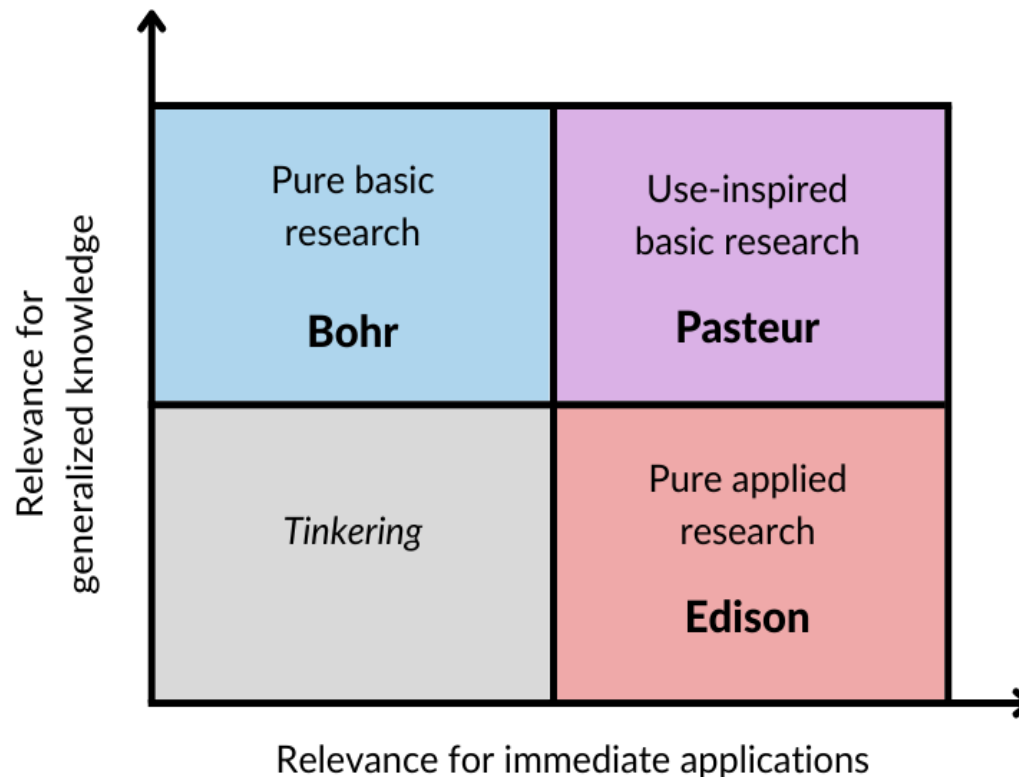 Relevance for
generalized knowledge
Pure basic
research
Bohr
Use-inspired
basic research
Pasteur
Tinkering
Pure applied
research
Edison
Relevance for immediate applications